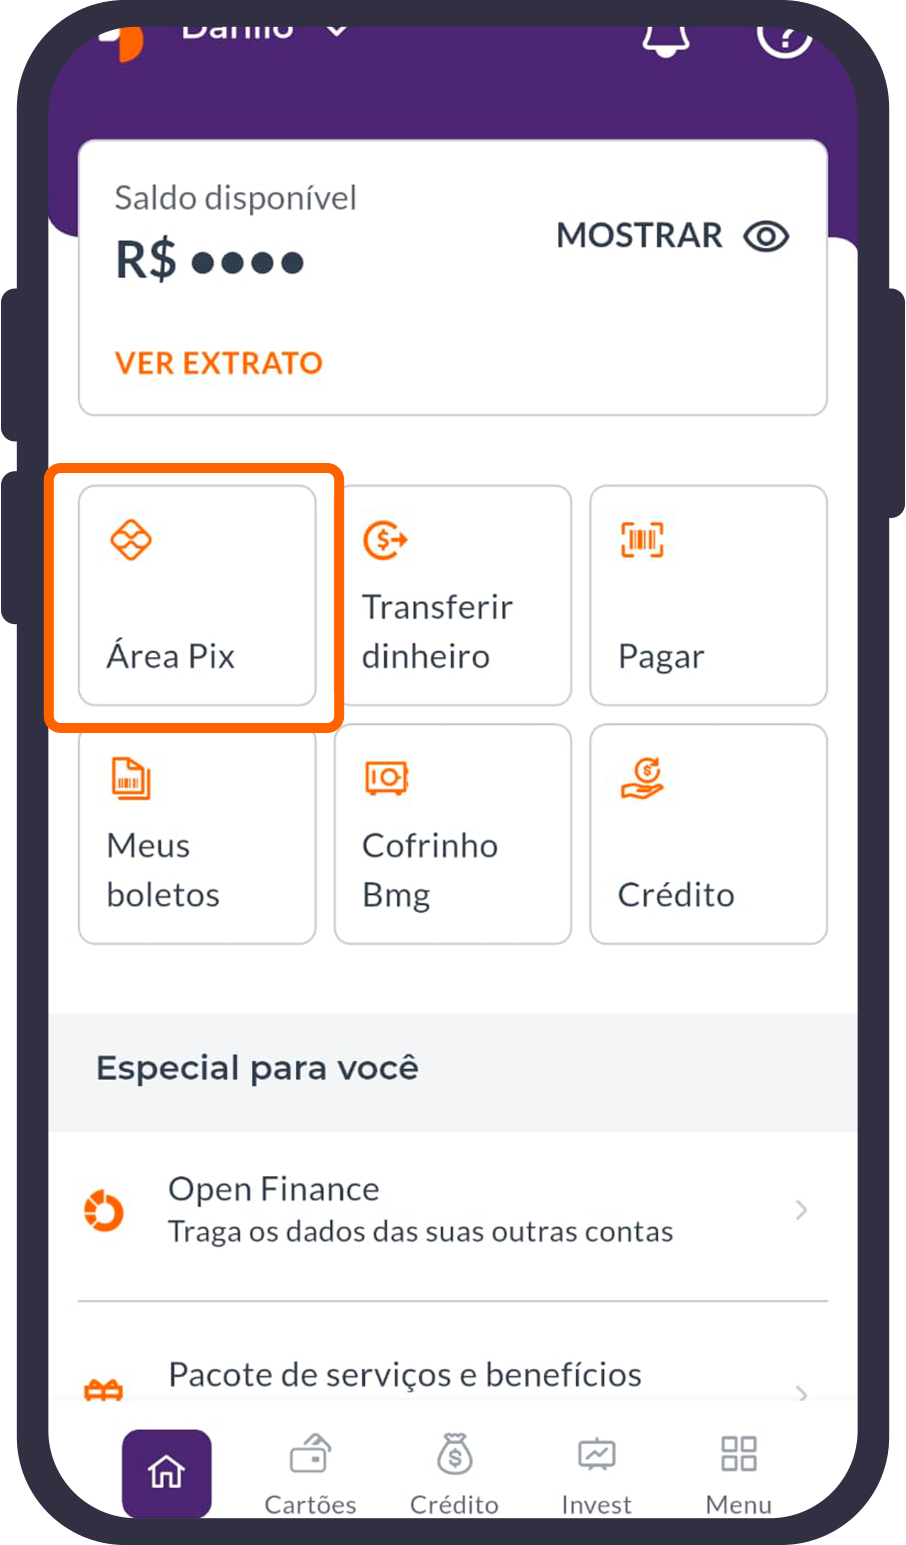 Danilo
Saldo disponível
R$ ●●●●
MOSTRAR
VER EXTRATO
Área Pix
Transferir
dinheiro
Pagar
Meus
boletos
Cofrinho
Bmg
Crédito
Especial para você
Open Finance
Traga os dados das suas outras contas
Pacote de serviços e benefícios
Cartões
Crédito
Invest
Menu